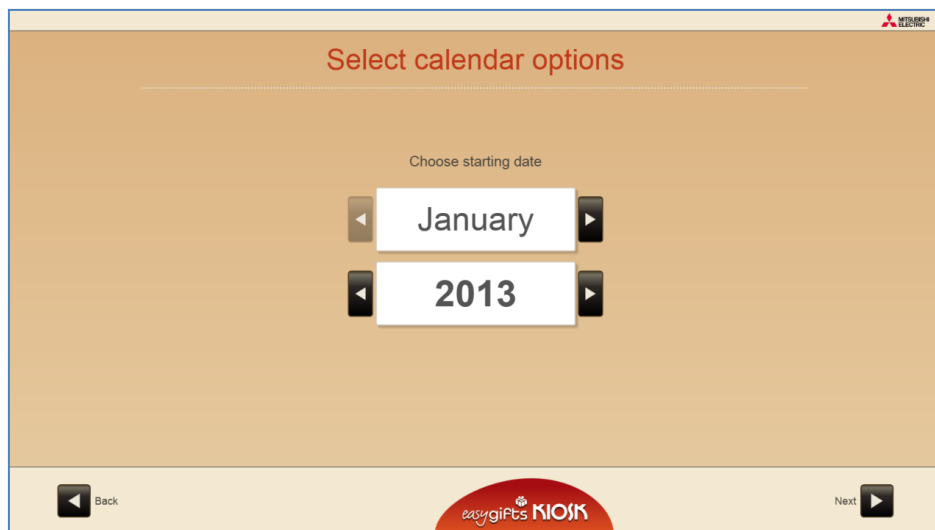 MITSUBISHI
ELECTRIC
Select calendar options
Choose starting date
January
2013
Back
easygifts KIOSK
Next